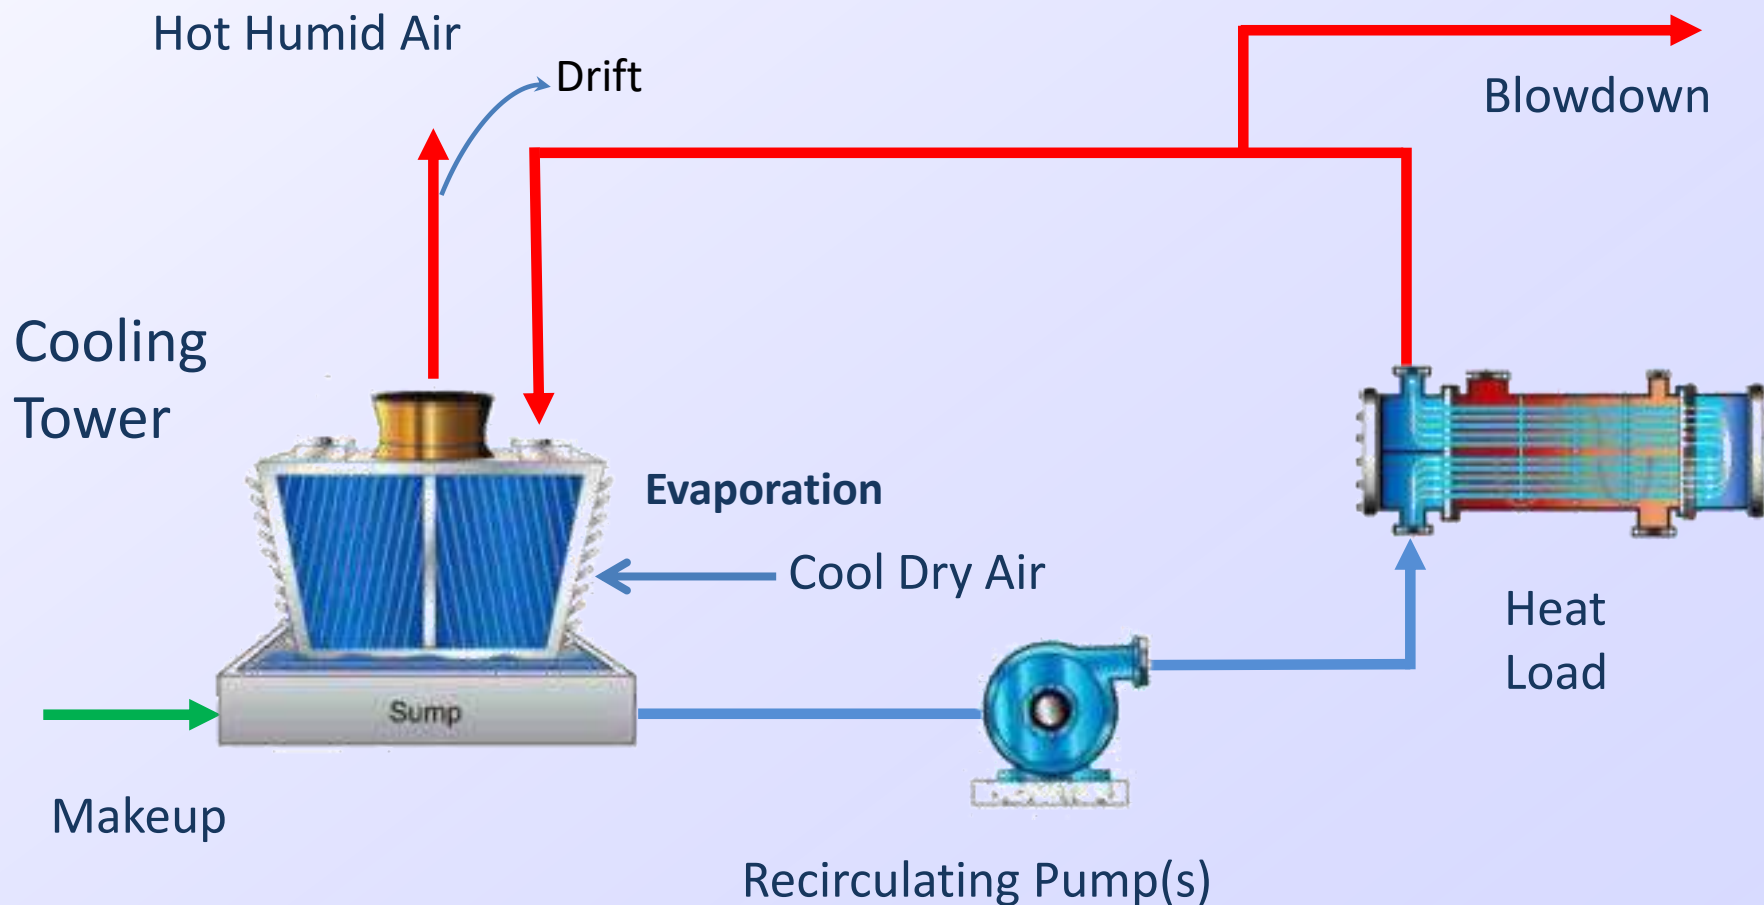 Hot Humid Air
Drift
Blowdown
Cooling
Tower
Evaporation
Cool Dry Air
Heat
Load
Sump
Makeup
Recirculating Pump(s)